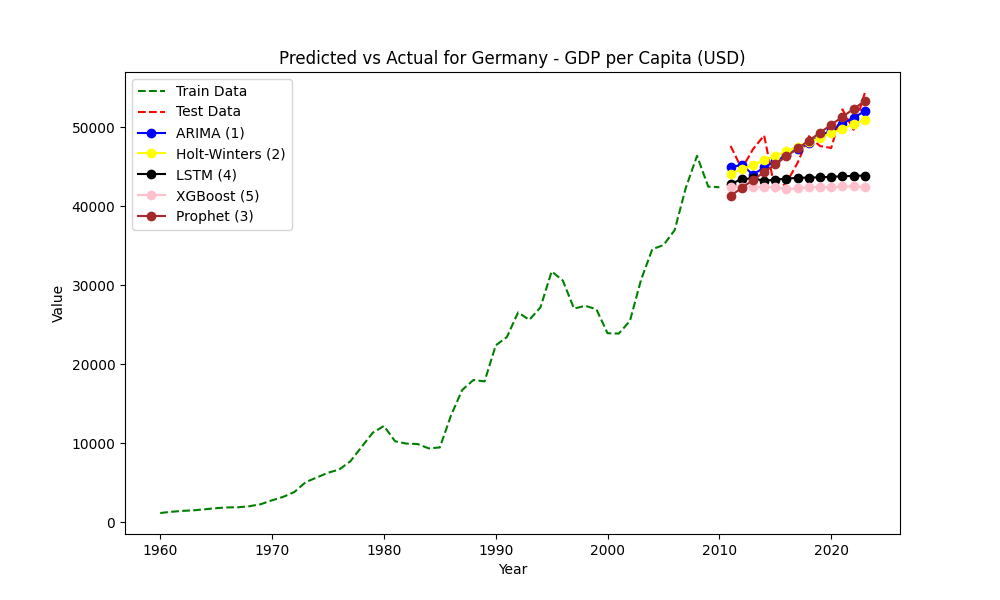 Predicted vs Actual for Germany - GDP per Capita (USD)
Train Data
Test Data
ARIMA (1)
Holt-Winters (2)
LSTM (4)
XGBoost (5)
Prophet (3)
50000
40000
30000
20000
10000
0
Value
1960 1970 1980 1990 2000 2010 2020
Year